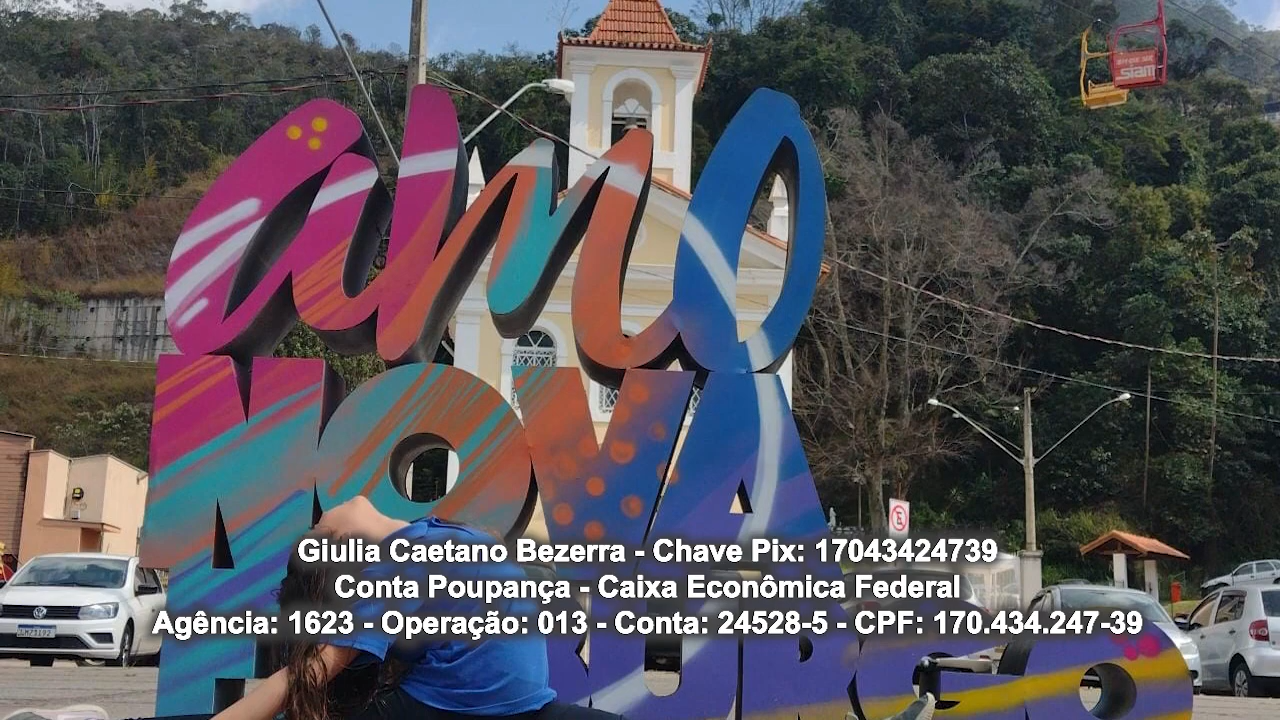 amo
NOVA
Giulia Caetano Bezerra - Chave Pix: 17043424739
Conta Poupança - Caixa Econômica Federal
Agência: 1623 - Operação: 013 - Conta: 24528-5 - CPF: 170.434.247-39
siam